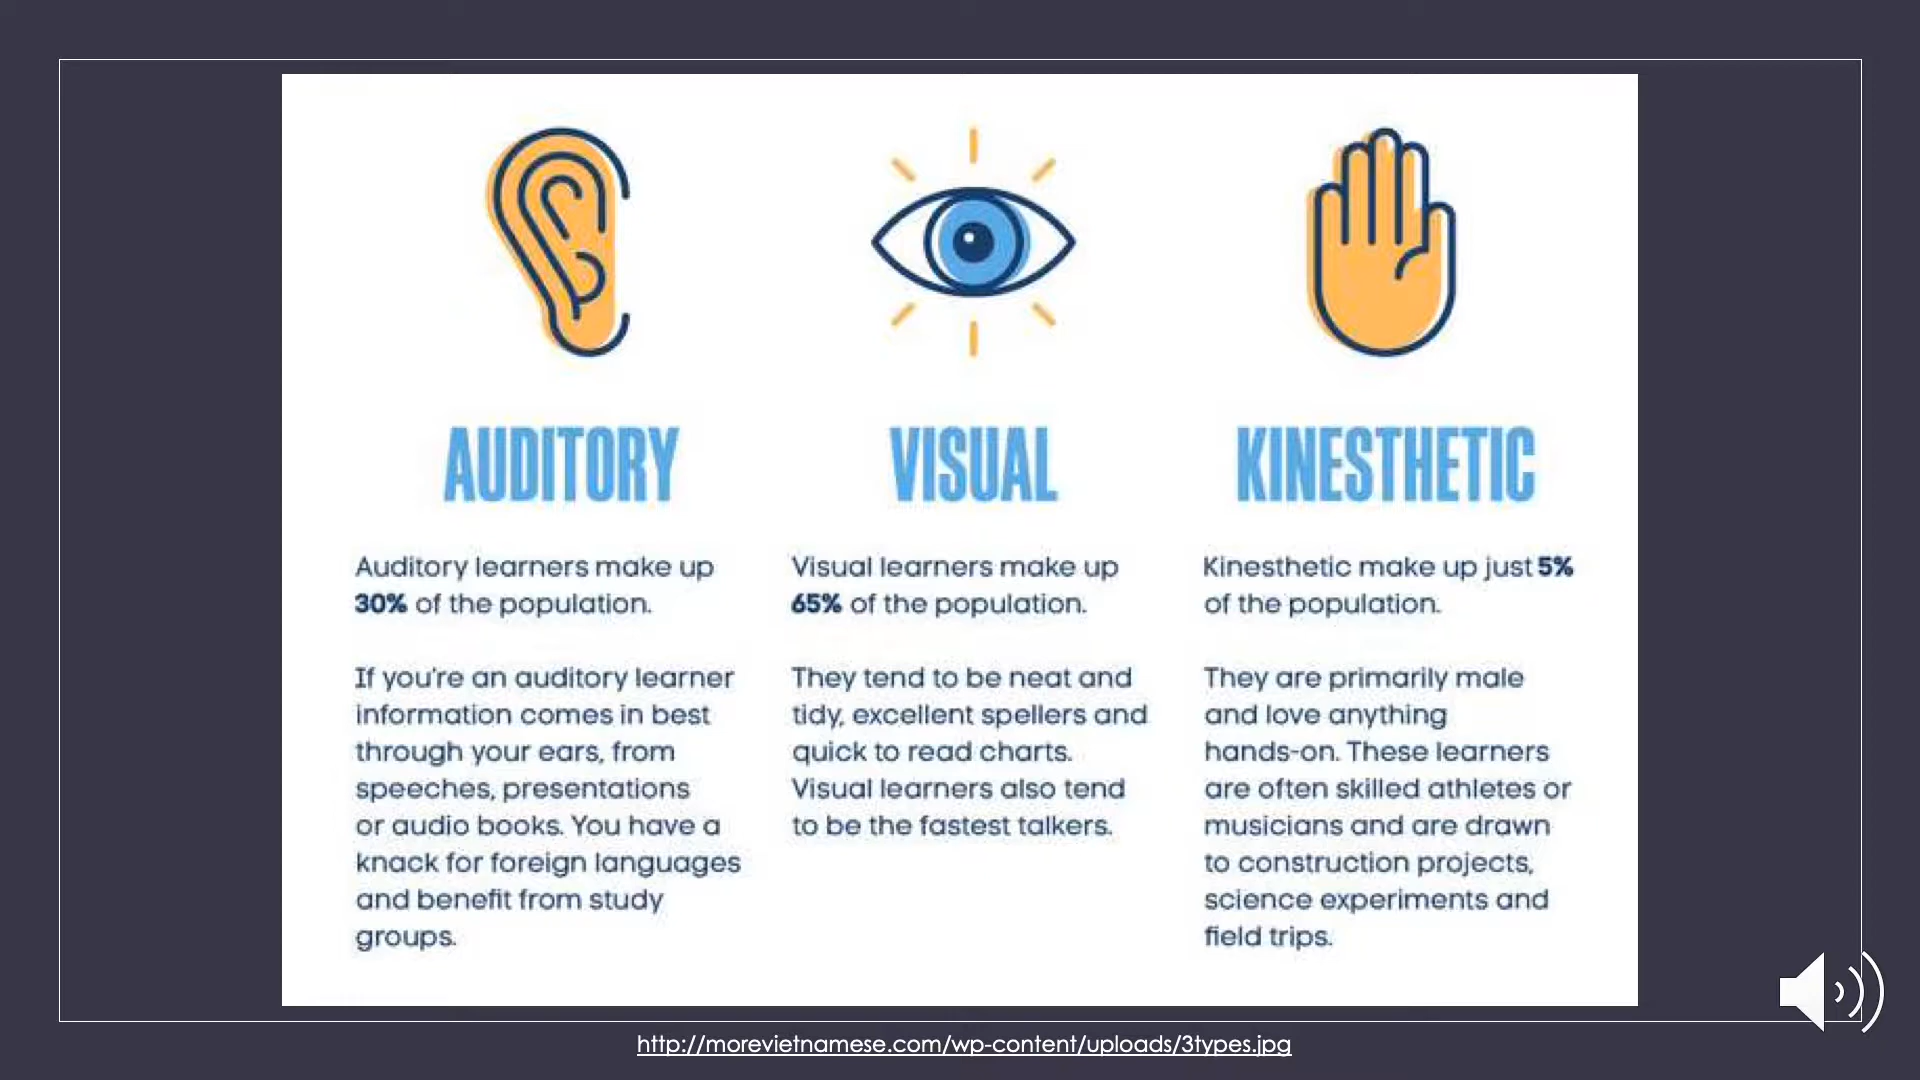 AUDITORY
Auditory learners make up
30% of the population.
If you're an auditory learner
information comes in best
through your ears, from
speeches, presentations
or audio books. You have a
knack for foreign languages
and benefit from study
groups.
VISUAL
Visual learners make up
65% of the population.
They tend to be neat and
tidy, excellent spellers and
quick to read charts.
Visual learners also tend
to be the fastest talkers.
KINESTHETIC
Kinesthetic make up just 5%
of the population.
They are primarily male
and love anything
hands-on. These learners
are often skilled athletes or
musicians and are drawn
to construction projects,
science experiments and
field trips.
http://morevietnamese.com/wp-content/uploads/3types.jpg